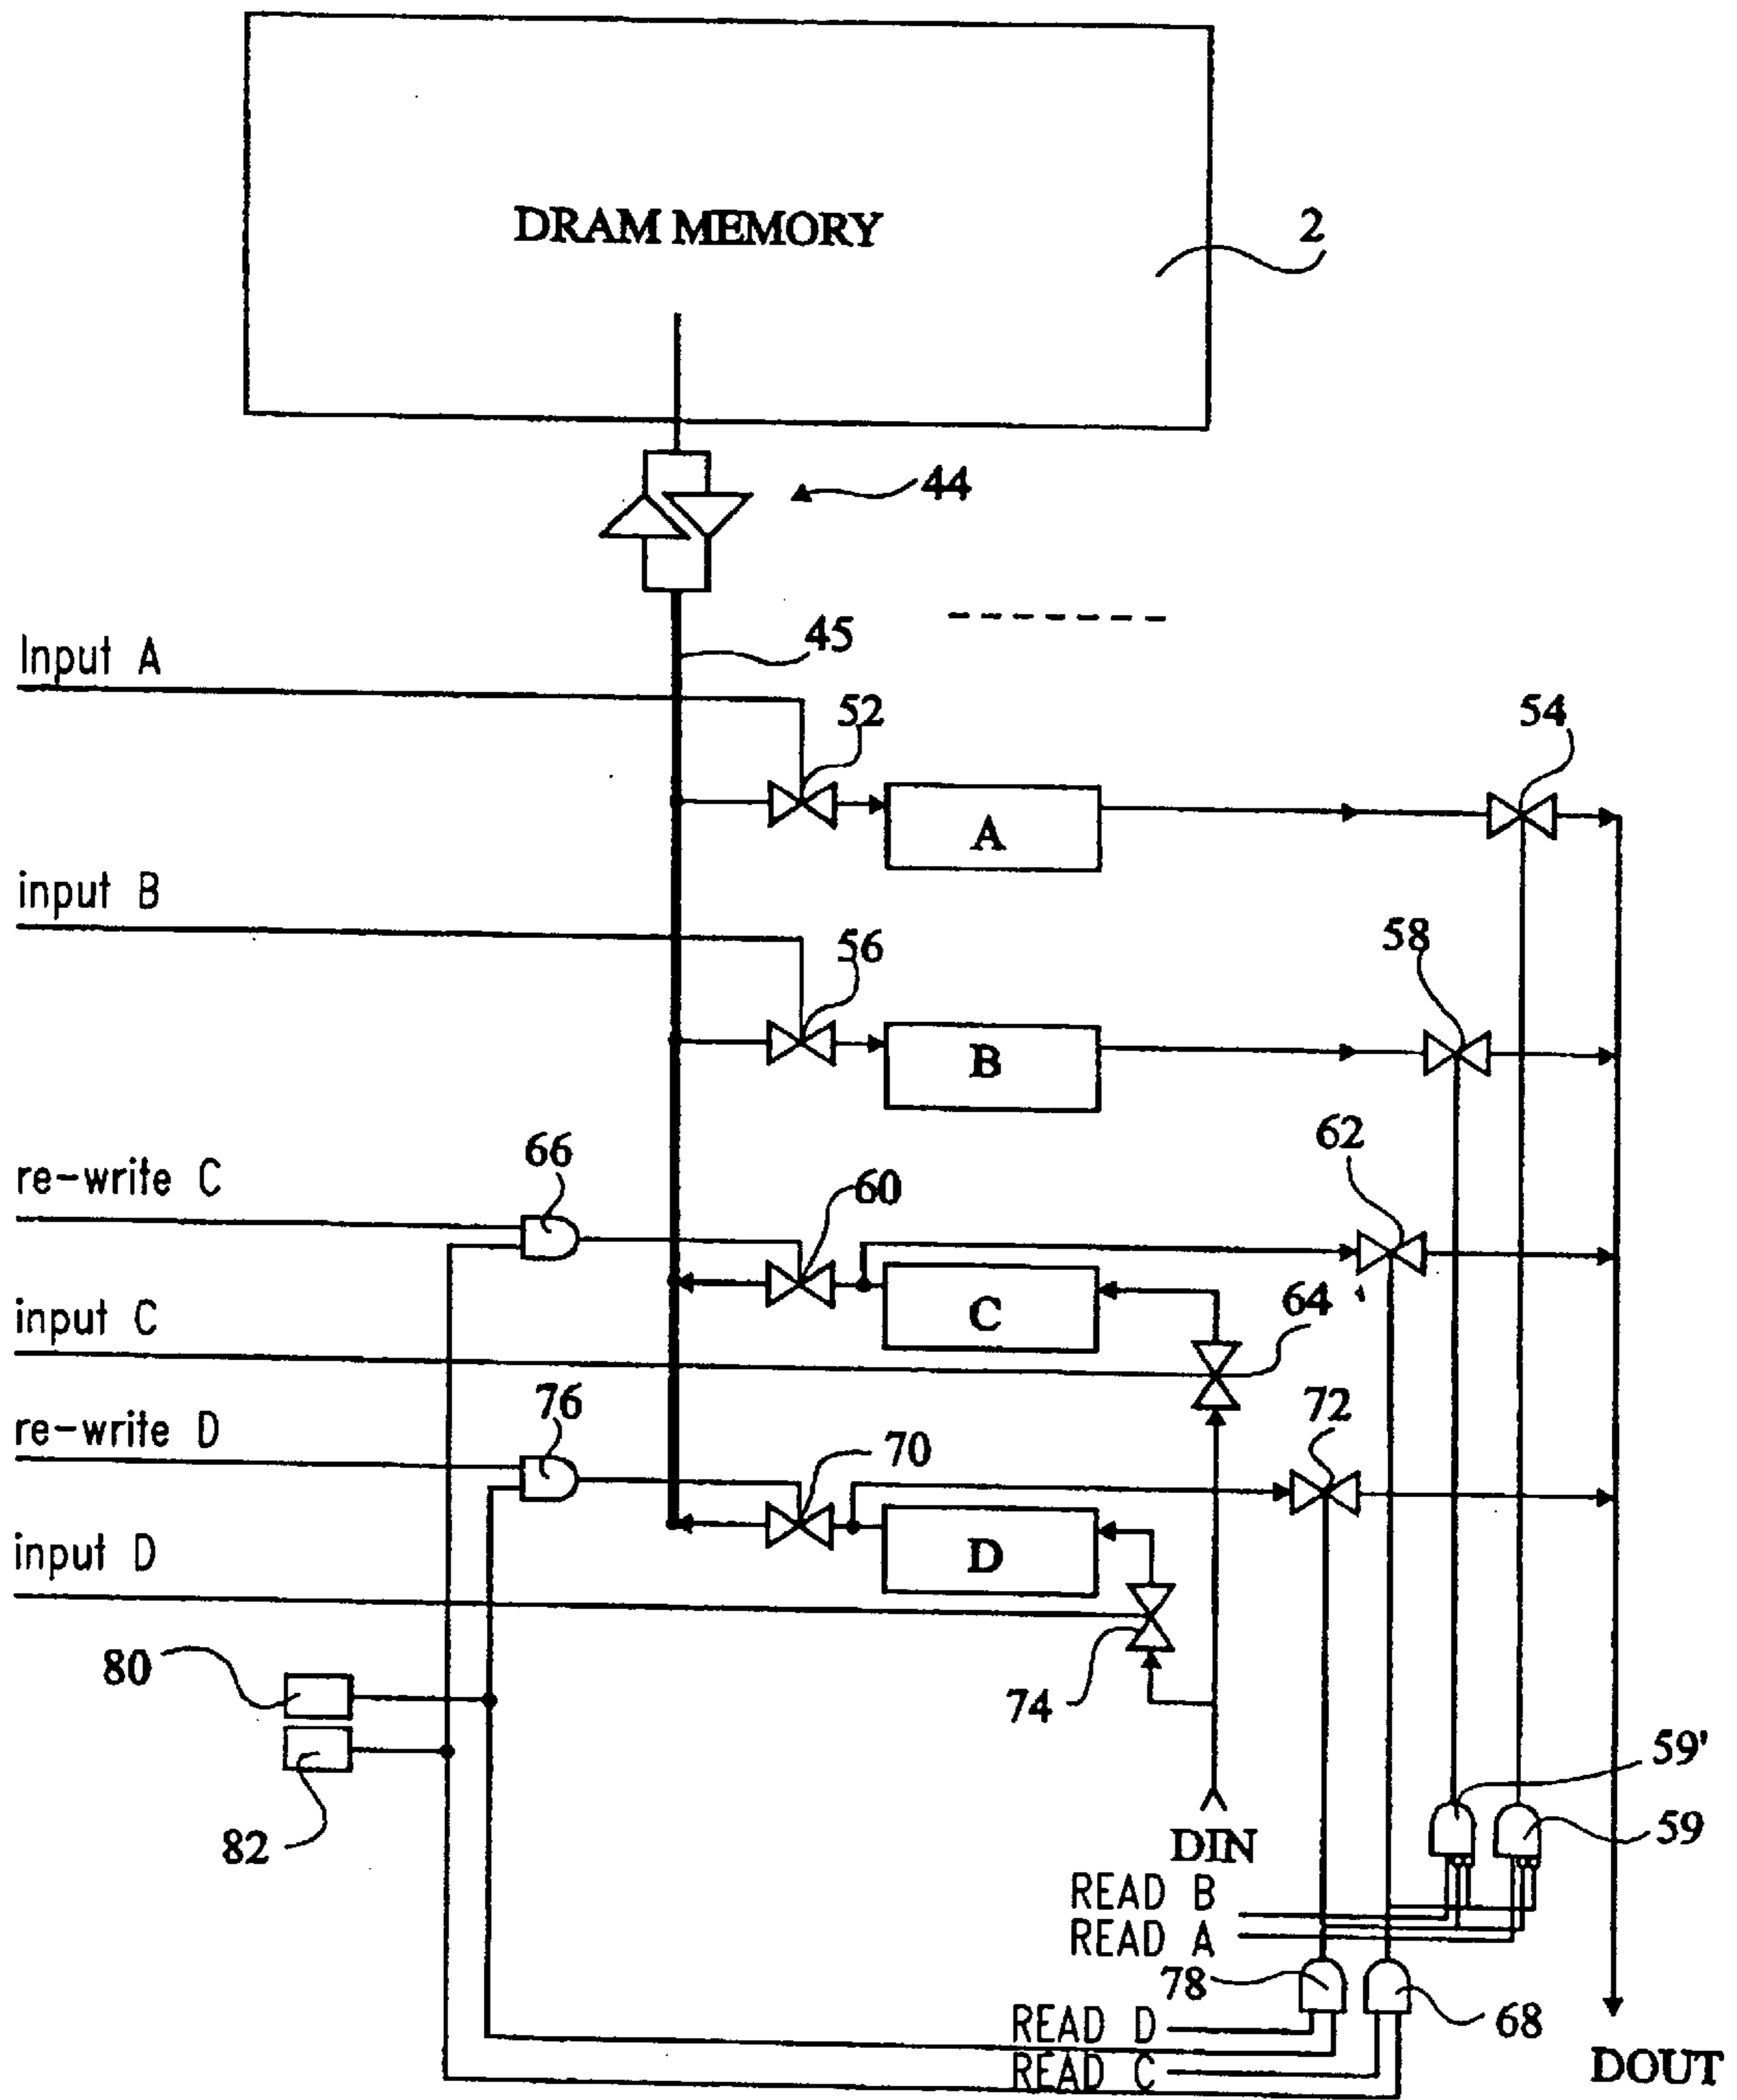 DRAM MEMORY
2
44
Input A
45
52
54
A
input B
56
58
B
re-write C
66
60
62
input C
C
64
re-write D
76
70
72
input D
D
80
74
82
DIN
59'
59
READ B
READ A
78
68
READ D
READ C
DOUT